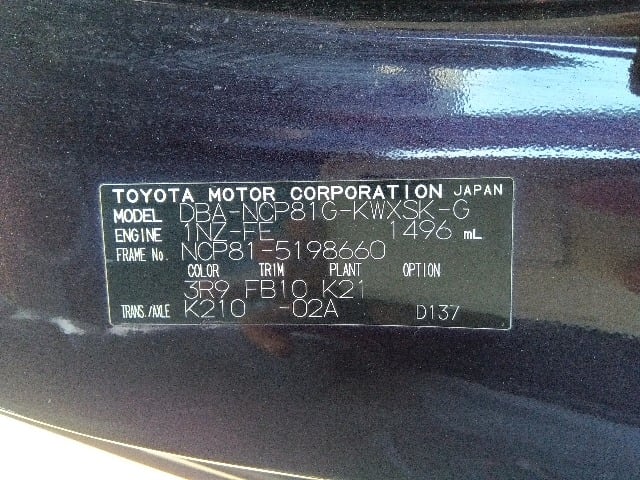 TOYOTA MOTOR CORPORATION JAPAN
MODEL DBA-NCP81G-KWXSK-G
ENGINE 1NZ-FE 1496 mL
FRAME No. NCP81-5198660
COLOR TRIM PLANT OPTION
3R9 FB10 K21
TRANS./AXLE K210 -02A D137